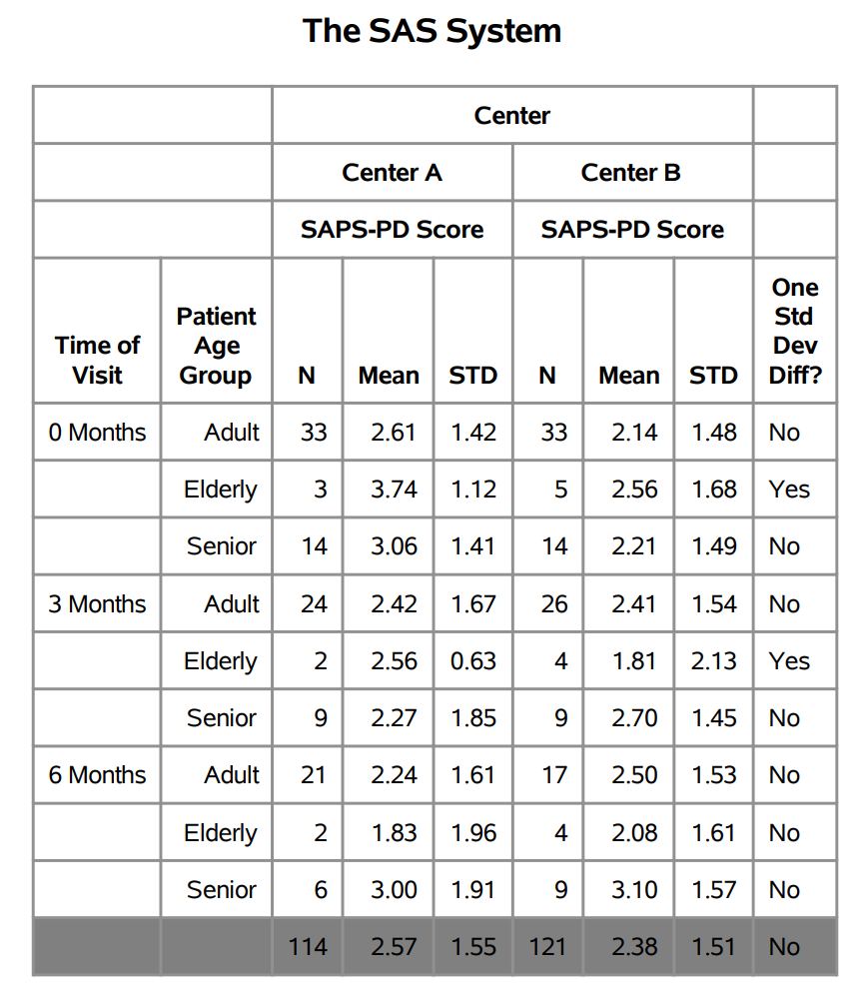 The SAS System
Center
Center A Center B
SAPS-PD Score SAPS-PD Score
Time of Visit Patient Age Group N Mean STD N Mean STD One Std Dev Diff?
0 Months Adult 33 2.61 1.42 33 2.14 1.48 No
Elderly 3 3.74 1.12 5 2.56 1.68 Yes
Senior 14 3.06 1.41 14 2.21 1.49 No
3 Months Adult 24 2.42 1.67 26 2.41 1.54 No
Elderly 2 2.56 0.63 4 1.81 2.13 Yes
Senior 9 2.27 1.85 9 2.70 1.45 No
6 Months Adult 21 2.24 1.61 17 2.50 1.53 No
Elderly 2 1.83 1.96 4 2.08 1.61 No
Senior 6 3.00 1.91 9 3.10 1.57 No
114 2.57 1.55 121 2.38 1.51 No